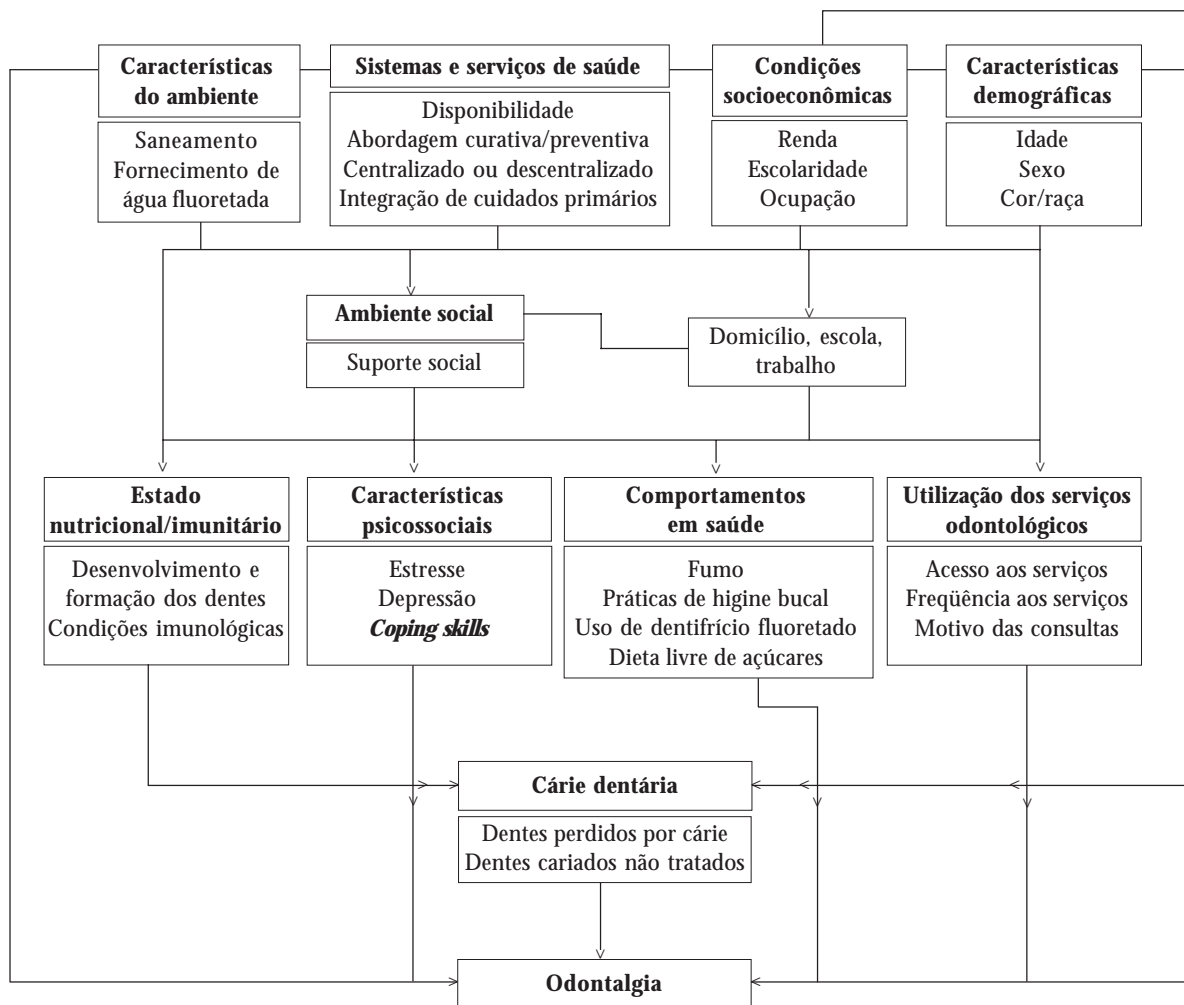 Características
do ambiente
Saneamento
Fornecimento de
água fluoretada
Sistemas e serviços de saúde
Disponibilidade
Abordagem curativa/preventiva
Centralizado ou descentralizado
Integração de cuidados primários
Condições
socioeconômicas
Renda
Escolaridade
Ocupação
Características
demográficas
Idade
Sexo
Cor/raça
Ambiente social
Suporte social
Domicílio, escola,
trabalho
Estado
nutricional/imunitário
Desenvolvimento e
formação dos dentes
Condições imunológicas
Características
psicossociais
Estresse
Depressão
Coping skills
Comportamentos
em saúde
Fumo
Práticas de higine bucal
Uso de dentifrício fluoretado
Dieta livre de açúcares
Utilização dos serviços
odontológicos
Acesso aos serviços
Freqüência aos serviços
Motivo das consultas
Cárie dentária
Dentes perdidos por cárie
Dentes cariados não tratados
Odontalgia